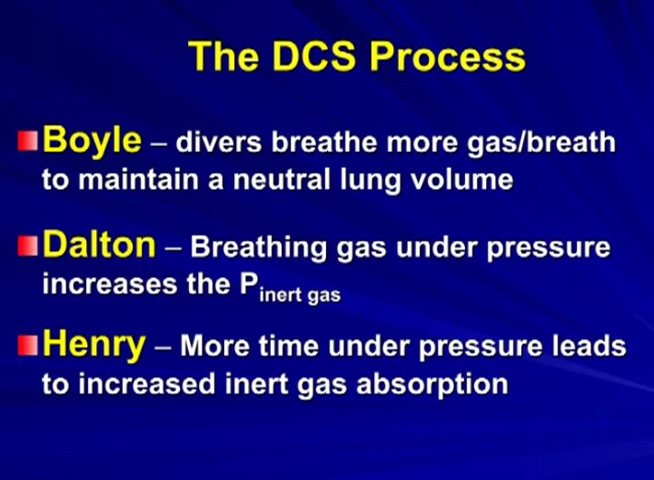 The DCS Process
Boyle – divers breathe more gas/breath
to maintain a neutral lung volume
Dalton – Breathing gas under pressure
increases the Pinert gas
Henry – More time under pressure leads
to increased inert gas absorption